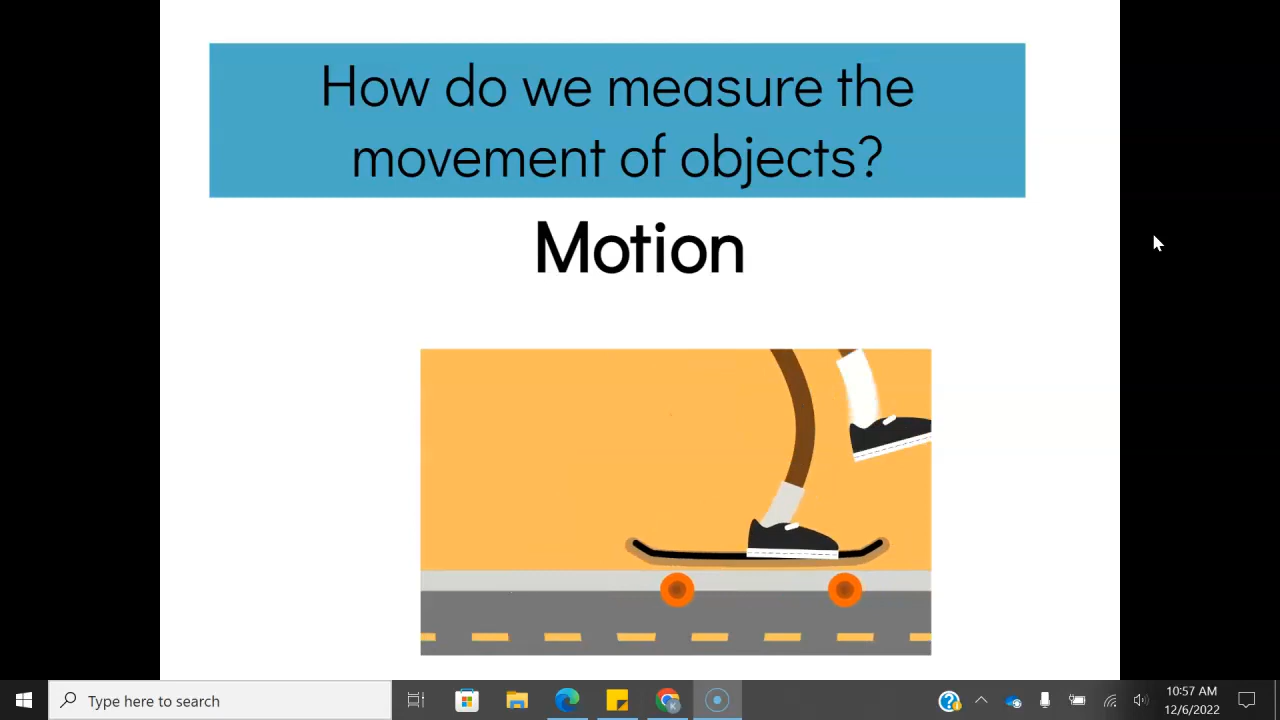 How do we measure the
movement of objects?
Motion
Type here to search
10:57 AM
12/6/2022